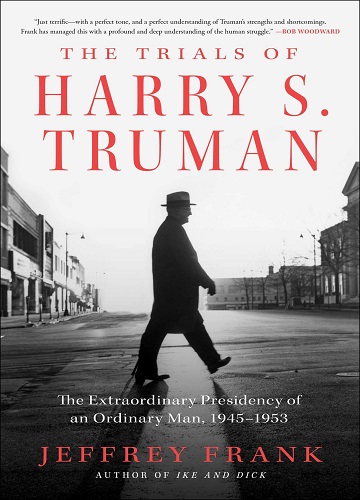 "Just terrific—with a perfect tone, and a perfect understanding of Truman's strengths and shortcomings.
Frank has managed this with a profound and deep understanding of the human struggle." —BOB WOODWARD
THE TRIALS OF
HARRY S.
TRUMAN
The Extraordinary Presidency of
an Ordinary Man, 1945–1953
JEFFREY FRANK
AUTHOR OF IKE AND DICK